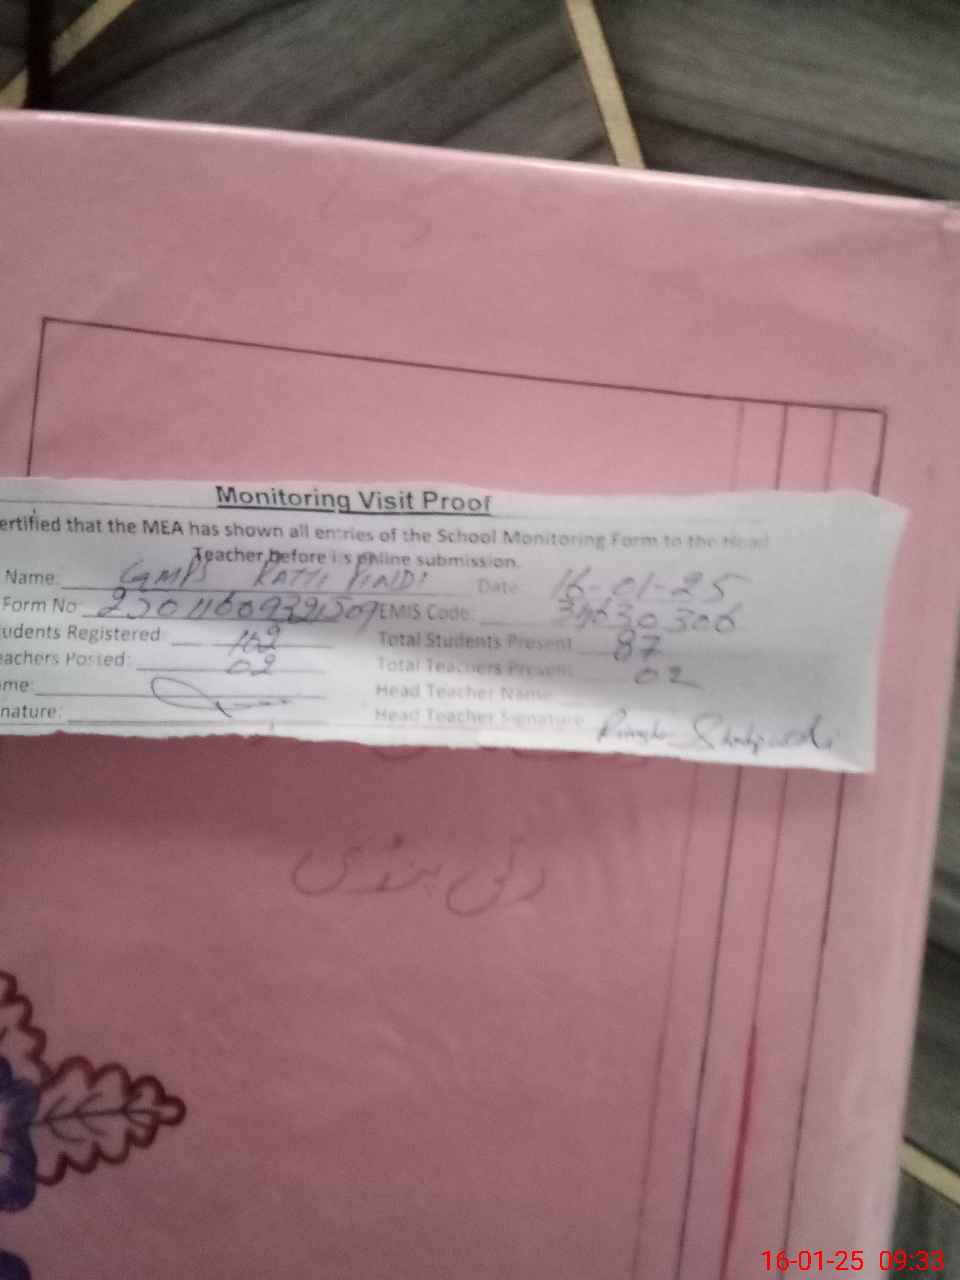 Monitoring Visit Proof
ertified that the MEA has shown all entries of the School Monitoring Form to the Head
Teacher before its online submission.
Name: GMPS RATTI PINDI Date 16-01-25
Form No: EMIS Code: 34630306
udents Registered 102 Total Students Present 87
eachers Posted: 02 Total Teachers Present 02
me: Head Teacher Name
nature: Head Teacher Signature
رتی پنڈی
16-01-25 09:33